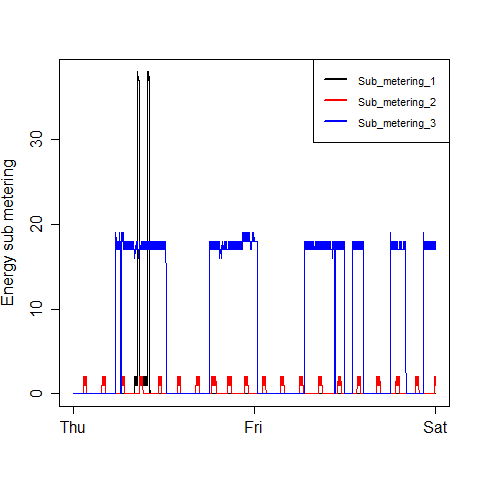 Sub_metering_1
Sub_metering_2
Sub_metering_3
Energy sub metering
30
20
10
0
Thu Fri Sat